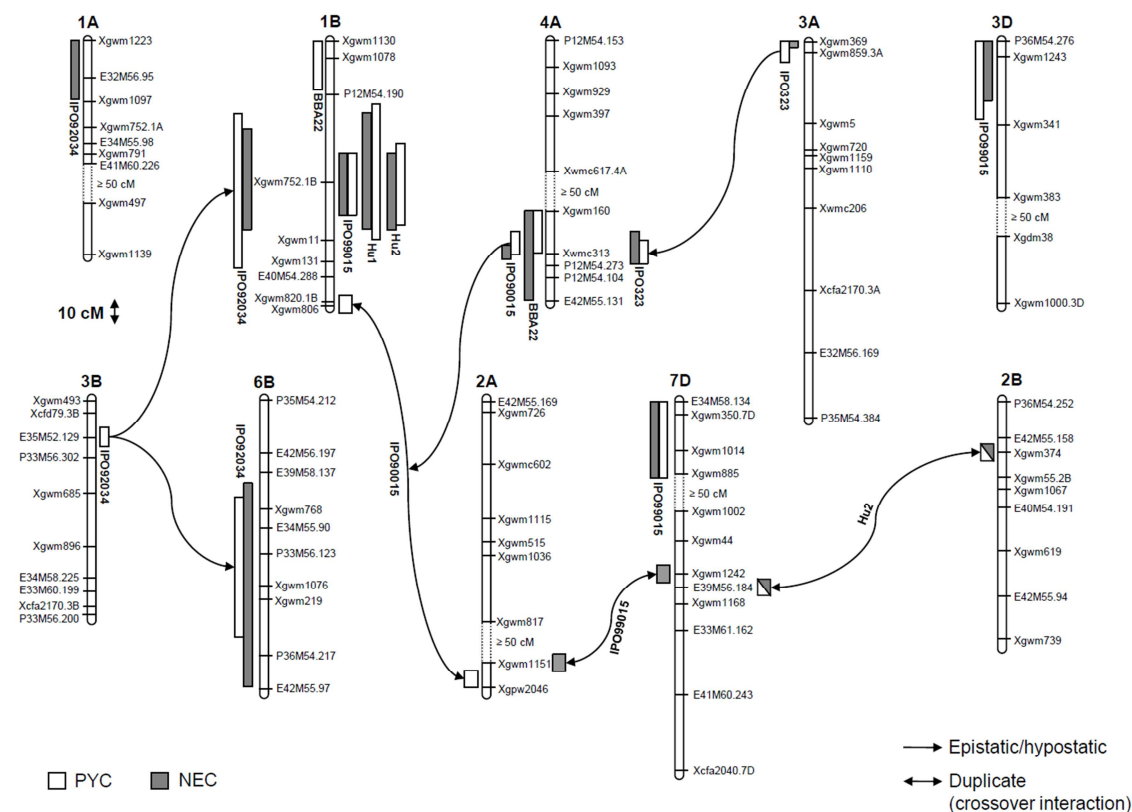 1A
Xgwm1223
E32M56.95
Xgwm1097
Xgwm752.1A
E34M55.98
Xgwm791
E41M60.226
≥ 50 cM
Xgwm497
Xgwm1139
IPO92034
10 cM
1B
Xgwm1130
Xgwm1078
P12M54.190
Xgwm752.1B
Xgwm11
Xgwm131
E40M54.288
Xgwm820.1B
Xgwm806
BBA22
IPO92034
IPO99015
Hu1
Hu2
4A
P12M54.153
Xgwm1093
Xgwm929
Xgwm397
Xwmc617.4A
≥ 50 cM
Xgwm160
Xwmc313
P12M54.273
P12M54.104
E42M55.131
IPO90015
BBA22
IPO323
3A
Xgwm369
Xgwm859.3A
Xgwm5
Xgwm720
Xgwm1159
Xgwm1110
Xwmc206
Xcfa2170.3A
E32M56.169
P35M54.384
IPO323
3D
P36M54.276
Xgwm1243
Xgwm341
Xgwm383
≥ 50 cM
Xgdm38
Xgwm1000.3D
IPO99015
3B
Xgwm493
Xcfd79.3B
E35M52.129
P33M56.302
Xgwm685
Xgwm896
E34M58.225
E33M60.199
Xcfa2170.3B
P33M56.200
IPO92034
6B
P35M54.212
E42M56.197
E39M58.137
Xgwm768
E34M55.90
P33M56.123
Xgwm1076
Xgwm219
P36M54.217
E42M55.97
IPO92034
IPO90015
2A
E42M55.169
Xgwm726
Xgwmc602
Xgwm1115
Xgwm515
Xgwm1036
Xgwm817
≥ 50 cM
Xgwm1151
Xgpw2046
IPO99015
7D
E34M58.134
Xgwm350.7D
Xgwm1014
Xgwm885
≥ 50 cM
Xgwm1002
Xgwm44
Xgwm1242
E39M56.184
Xgwm1168
E33M61.162
E41M60.243
Xcfa2040.7D
IPO99015
Hu2
2B
P36M54.252
E42M55.158
Xgwm374
Xgwm55.2B
Xgwm1067
E40M54.191
Xgwm619
E42M55.94
Xgwm739
PYC
NEC
Epistatic/hypostatic
Duplicate
(crossover interaction)